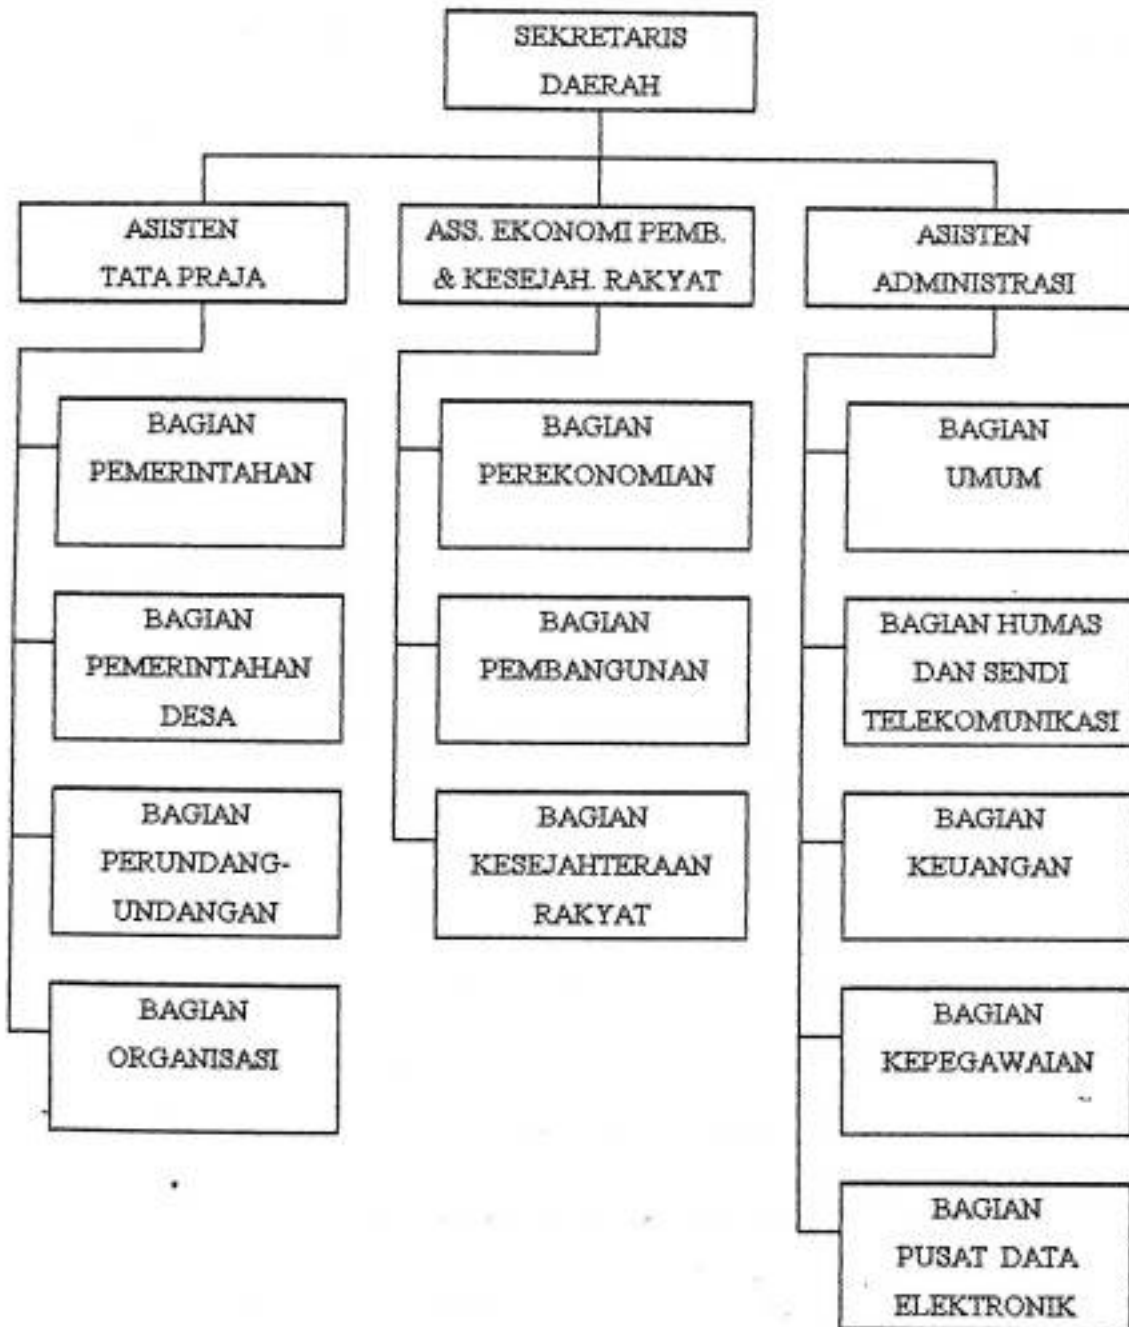 SEKRETARIS
DAERAH
ASISTEN
TATA PRAJA
ASS. EKONOMI PEMB.
& KESEJAH. RAKYAT
ASISTEN
ADMINISTRASI
BAGIAN
PEMERINTAHAN
BAGIAN
PEMERINTAHAN
DESA
BAGIAN
PERUNDANG-
UNDANGAN
BAGIAN
ORGANISASI
BAGIAN
PEREKONOMIAN
BAGIAN
PEMBANGUNAN
BAGIAN
KESEJAHTERAAN
RAKYAT
BAGIAN
UMUM
BAGIAN HUMAS
DAN SENDI
TELEKOMUNIKASI
BAGIAN
KEUANGAN
BAGIAN
KEPEGAWAIAN
BAGIAN
PUSAT DATA
ELEKTRONIK